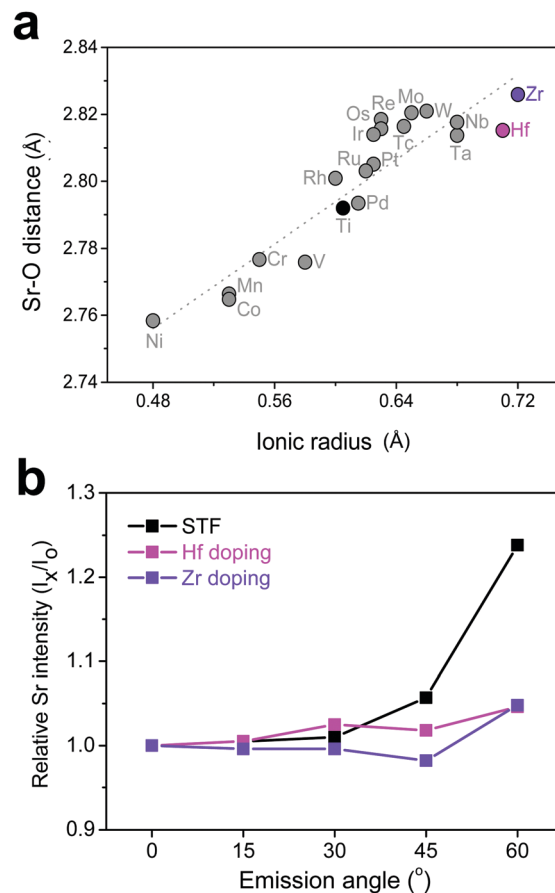 a
2.84
2.82
2.80
2.78
2.76
2.74
Sr-O distance (Å)
Zr
Mo
Re
W
Os
Nb
Hf
Ir
Tc
Ta
Ru
Pt
Rh
Pd
Ti
Cr
V
Mn
Co
Ni
0.48
0.56
0.64
0.72
Ionic radius (Å)
b
1.3
1.2
1.1
1.0
0.9
Relative Sr intensity (Ix/Io)
STF
Hf doping
Zr doping
0
15
30
45
60
Emission angle (°)